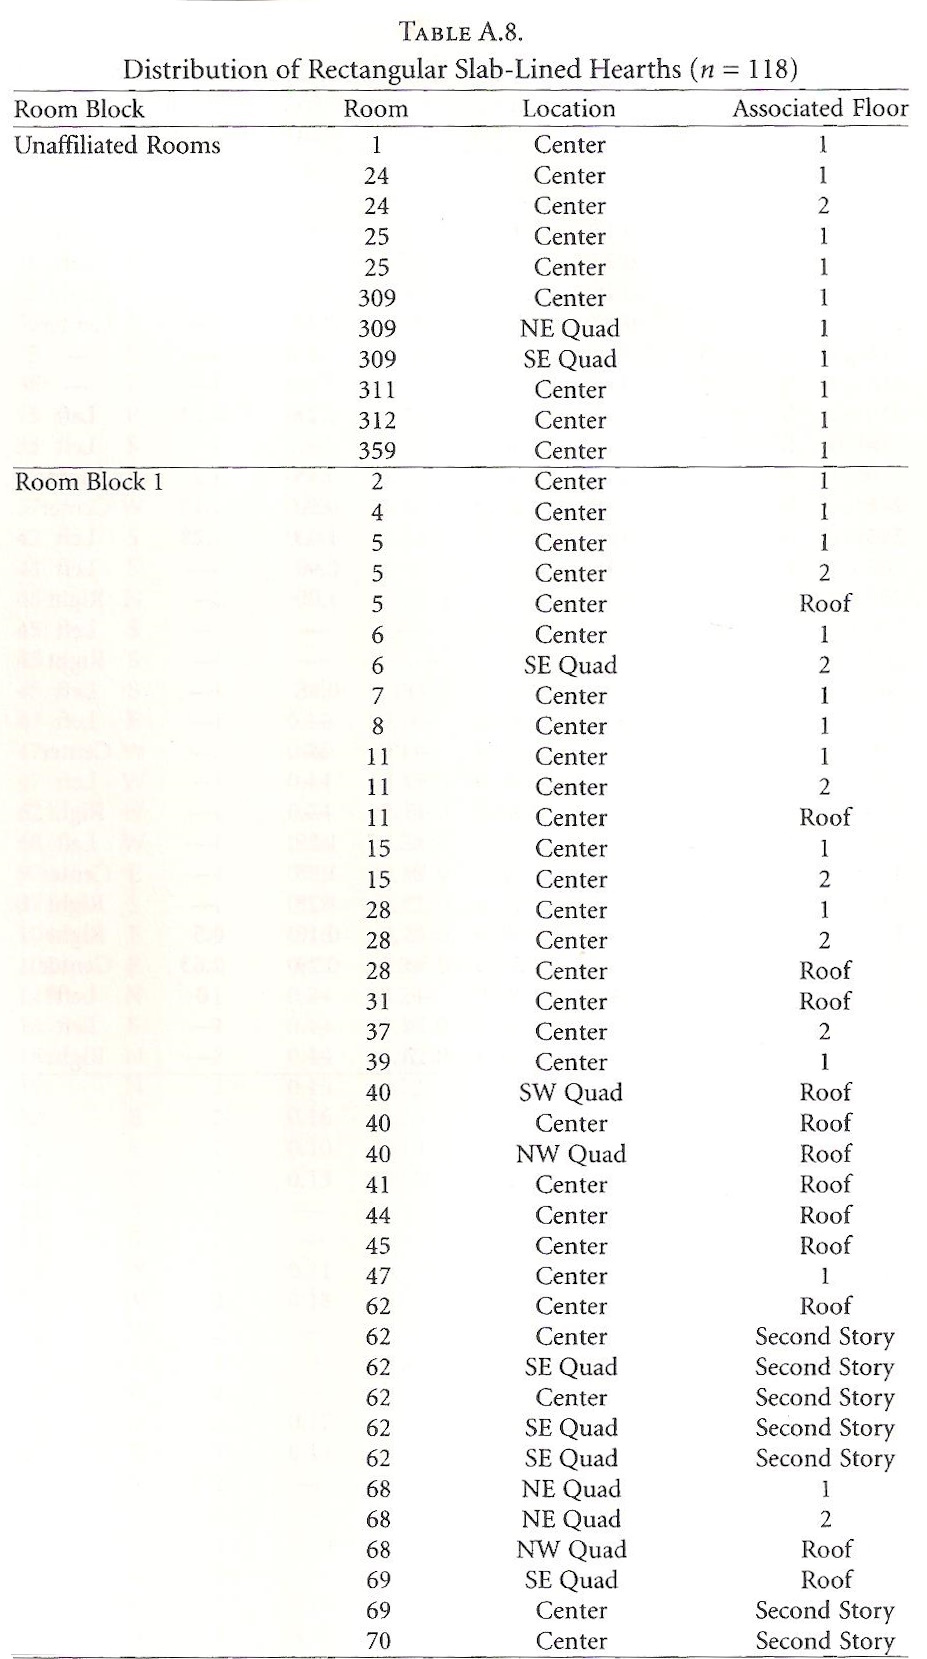 TABLE A.8.
Distribution of Rectangular Slab-Lined Hearths (n = 118)
Room Block Room Location Associated Floor
Unaffiliated Rooms 1 Center 1
24 Center 1
24 Center 2
25 Center 1
25 Center 1
309 Center 1
309 NE Quad 1
309 SE Quad 1
311 Center 1
312 Center 1
359 Center 1
Room Block 1 2 Center 1
4 Center 1
5 Center 1
5 Center 2
5 Center Roof
6 Center 1
6 SE Quad 2
7 Center 1
8 Center 1
11 Center 1
11 Center 2
11 Center Roof
15 Center 1
15 Center 2
28 Center 1
28 Center 2
28 Center Roof
31 Center Roof
37 Center 2
39 Center 1
40 SW Quad Roof
40 Center Roof
40 NW Quad Roof
41 Center Roof
44 Center Roof
45 Center Roof
47 Center 1
62 Center Roof
62 Center Second Story
62 SE Quad Second Story
62 Center Second Story
62 SE Quad Second Story
62 SE Quad Second Story
68 NE Quad 1
68 NE Quad 2
68 NW Quad Roof
69 SE Quad Roof
69 Center Second Story
70 Center Second Story